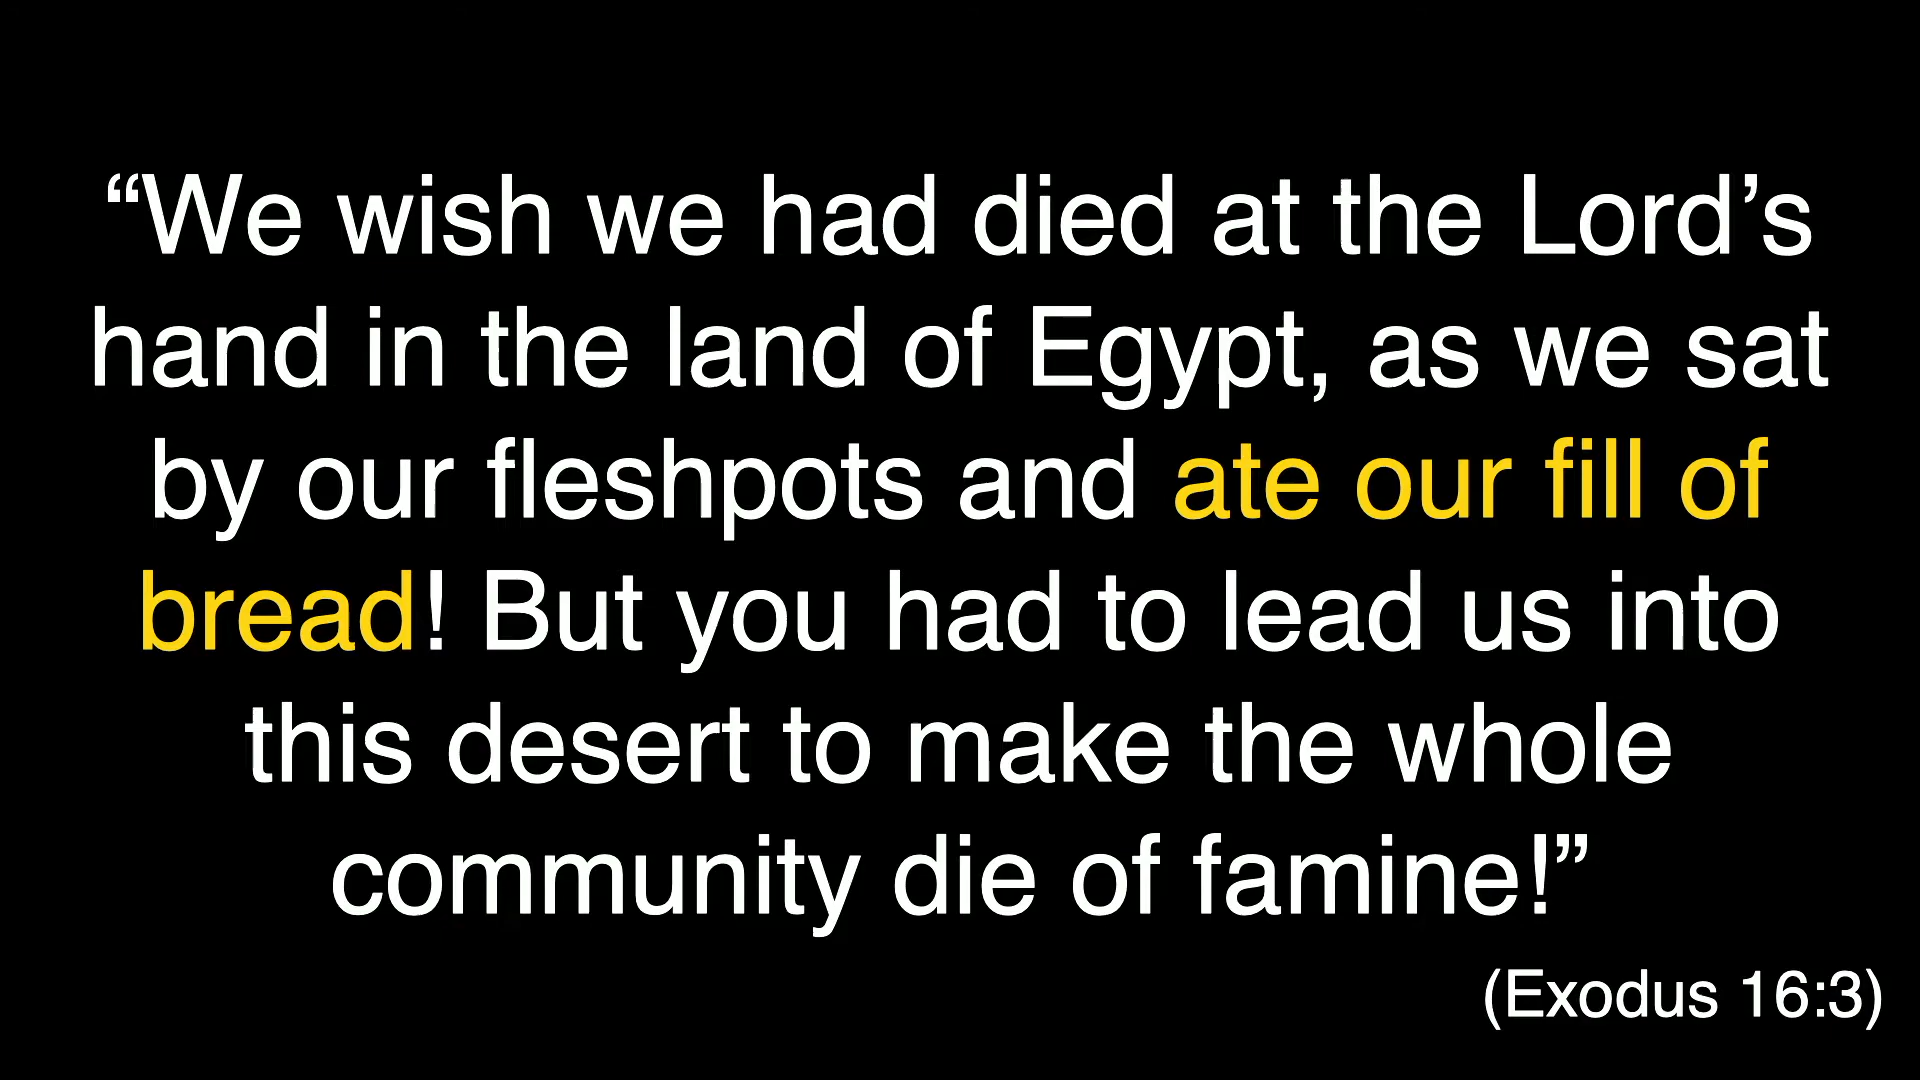 “We wish we had died at the Lord’s
hand in the land of Egypt, as we sat
by our fleshpots and ate our fill of
bread! But you had to lead us into
this desert to make the whole
community die of famine!”
(Exodus 16:3)